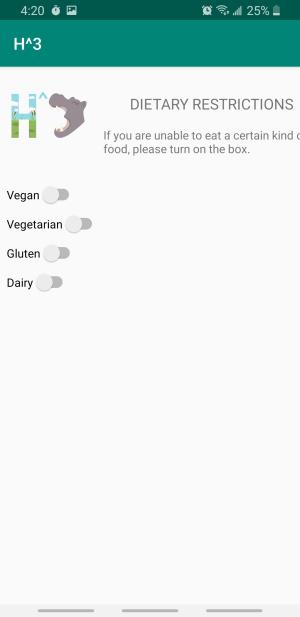 4:20 25%
H^3
H^
DIETARY RESTRICTIONS
If you are unable to eat a certain kind
food, please turn on the box.
Vegan
Vegetarian
Gluten
Dairy